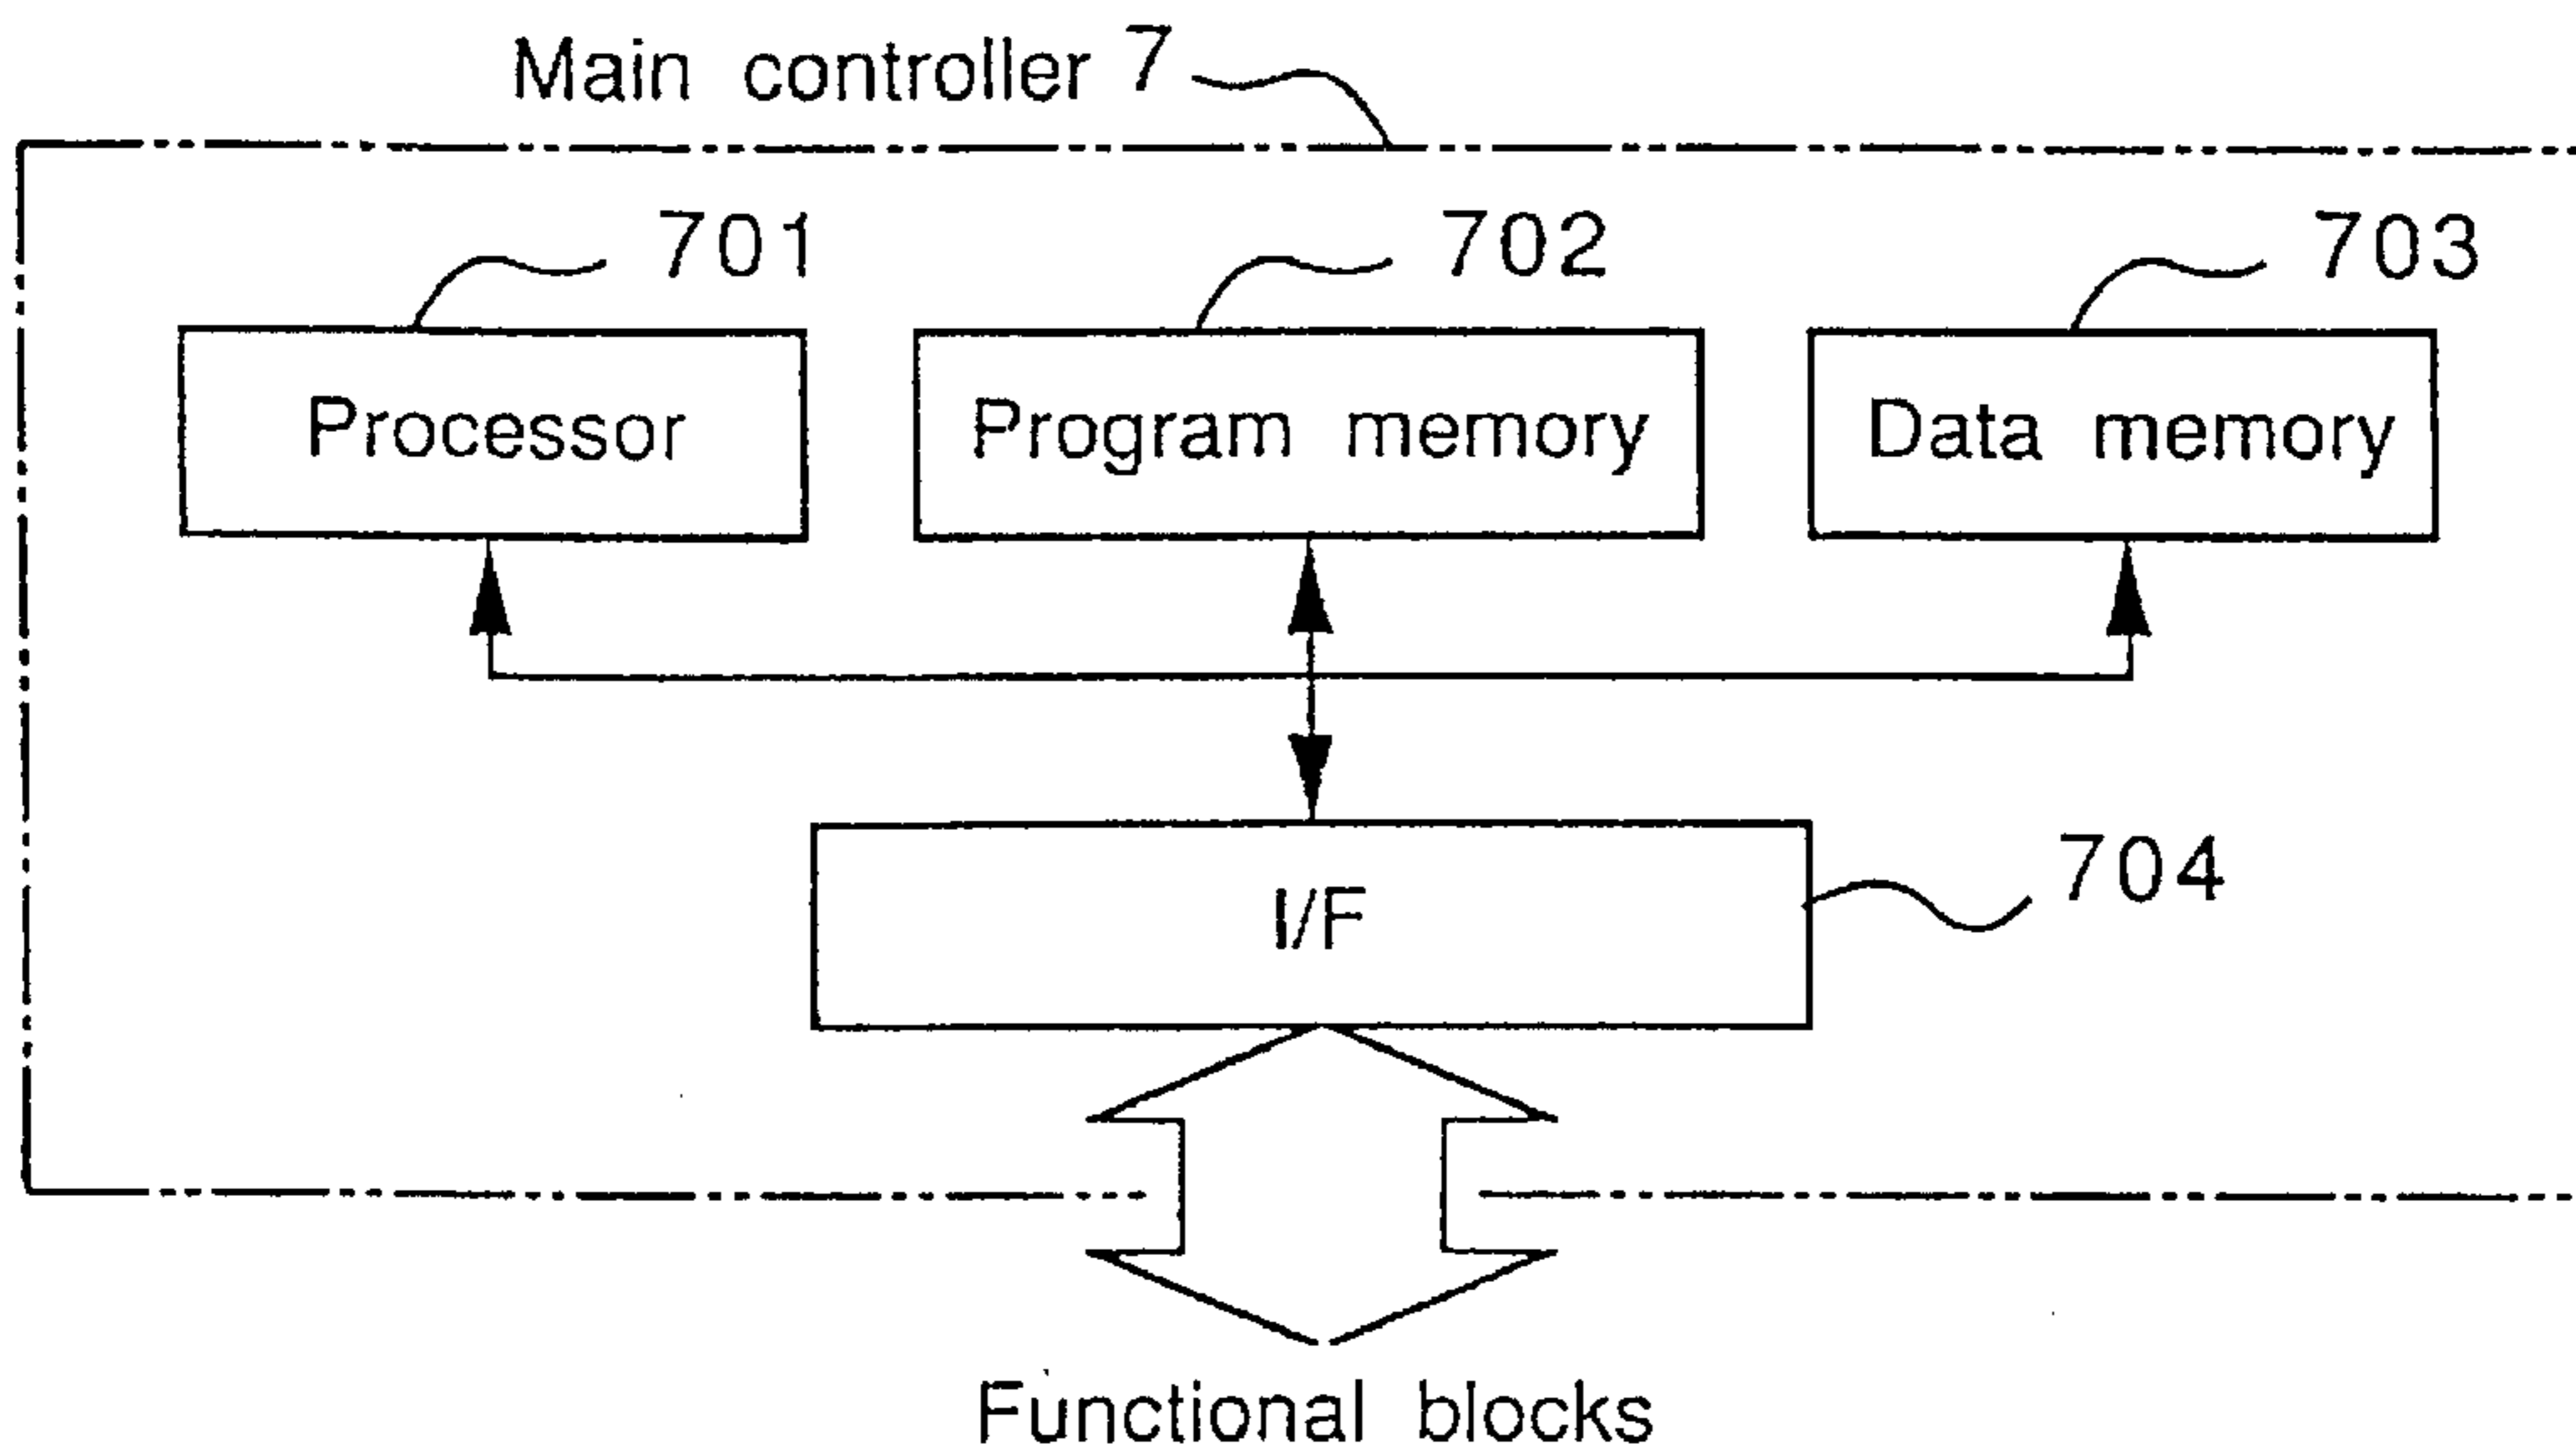 Main controller 7
701 702 703
Processor Program memory Data memory
704
I/F
Functional blocks